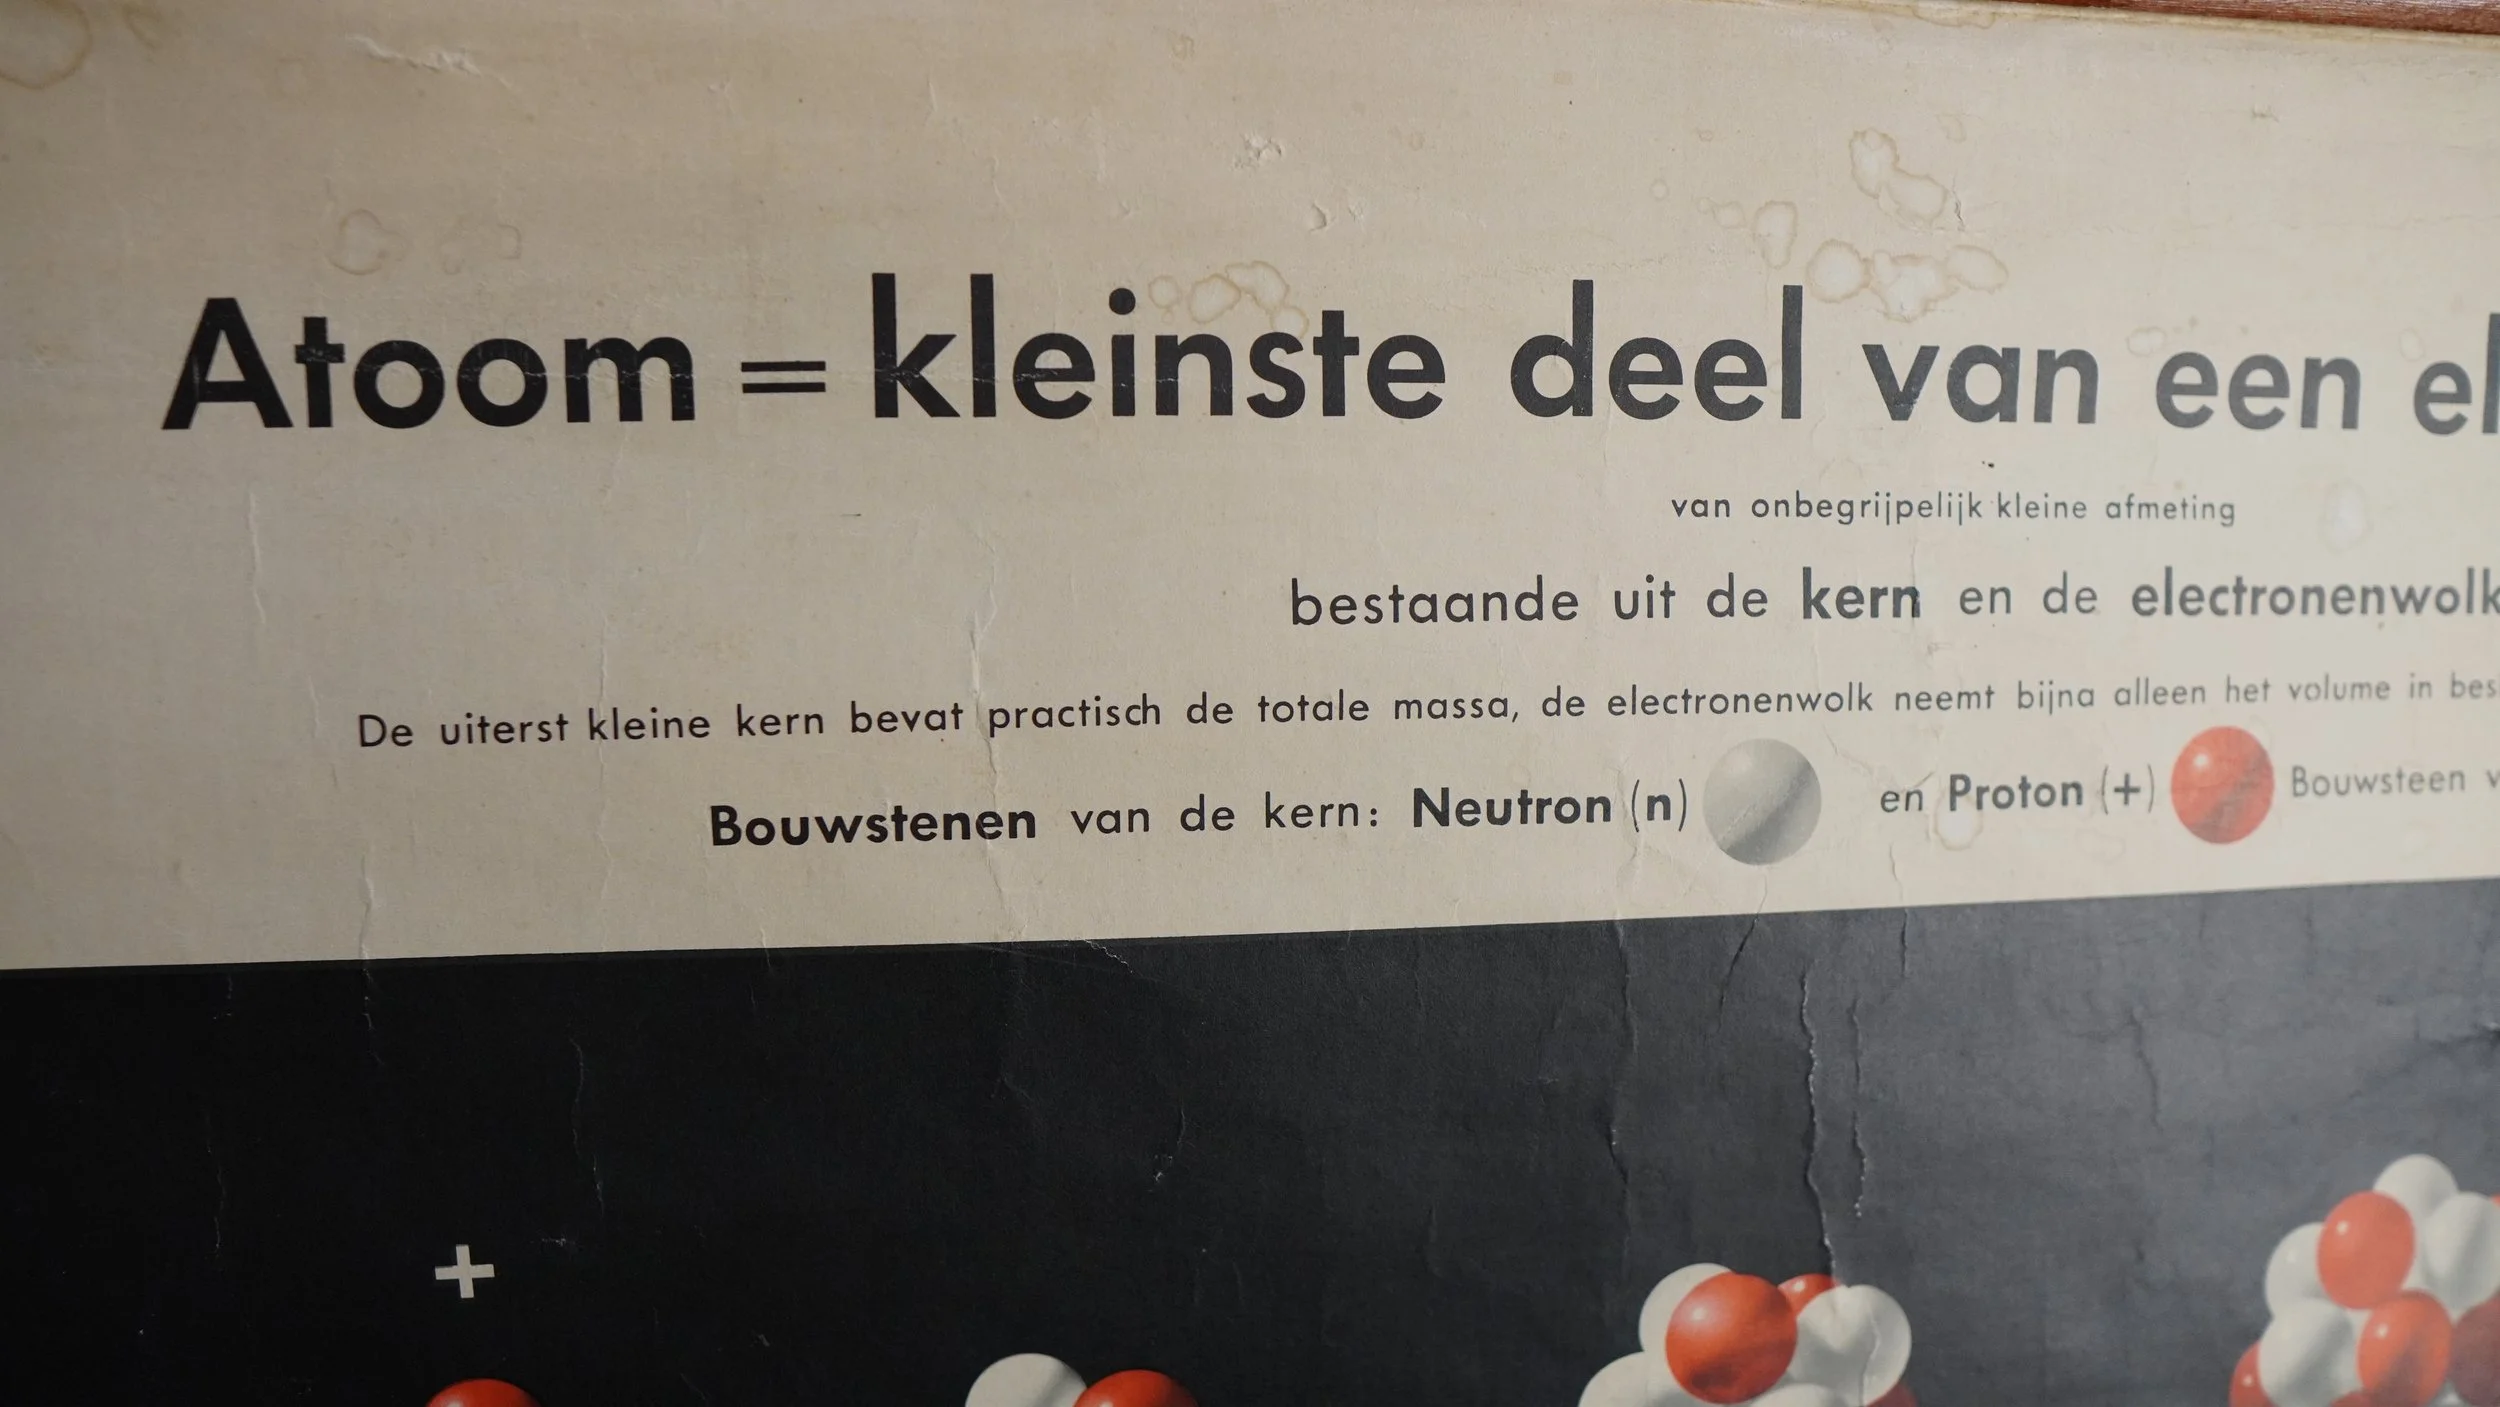 Atoom = kleinste deel van een el
van onbegrijpelijk kleine afmeting
bestaande uit de kern en de electronenwolk
De uiterst kleine kern bevat practisch de totale massa, de electronenwolk neemt bijna alleen het volume in bes
Bouwstenen van de kern: Neutron (n) en Proton (+) Bouwsteen v
+